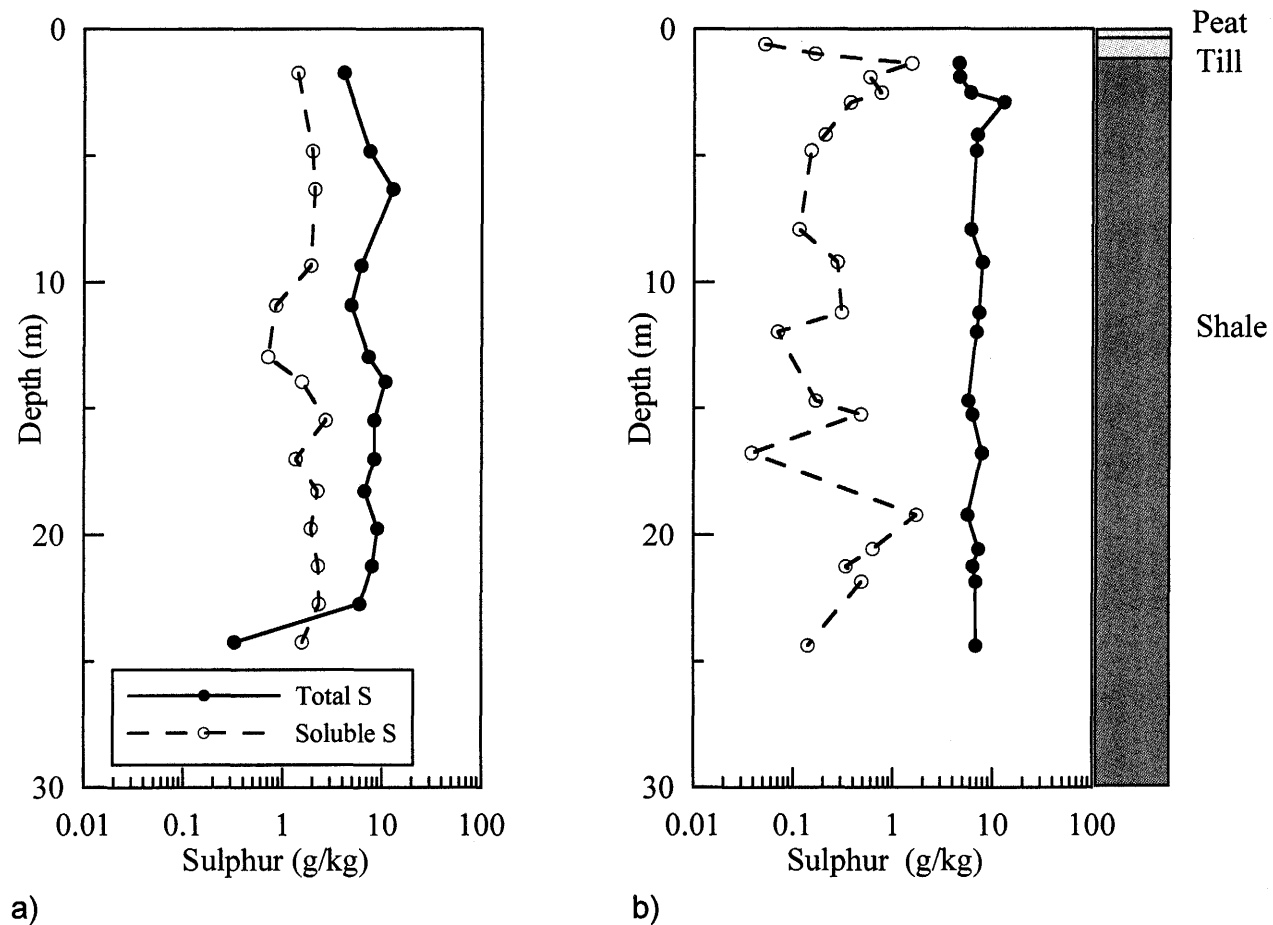 0
10
20
30
Depth (m)
0.01 0.1 1 10 100
Sulphur (g/kg)
Total S
Soluble S
a)
0
10
20
30
Depth (m)
0.01 0.1 1 10 100
Sulphur (g/kg)
Peat
Till
Shale
b)